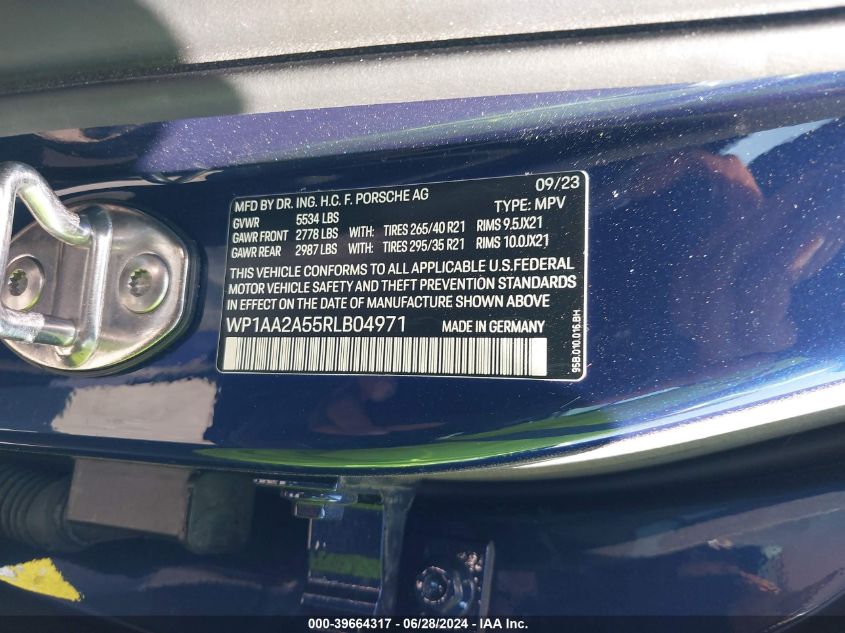 09/23
MFD BY DR. ING. H.C. F. PORSCHE AG TYPE: MPV
GVWR 5534 LBS
GAWR FRONT 2778 LBS WITH: TIRES 265/40 R21 RIMS 9.5JX21
GAWR REAR 2987 LBS WITH: TIRES 295/35 R21 RIMS 10.0JX21
THIS VEHICLE CONFORMS TO ALL APPLICABLE U.S.FEDERAL
MOTOR VEHICLE SAFETY AND THEFT PREVENTION STANDARDS
IN EFFECT ON THE DATE OF MANUFACTURE SHOWN ABOVE
WP1AA2A55RLB04971 MADE IN GERMANY
95B.010.016.BH
000-39664317 - 06/28/2024 - IAA Inc.